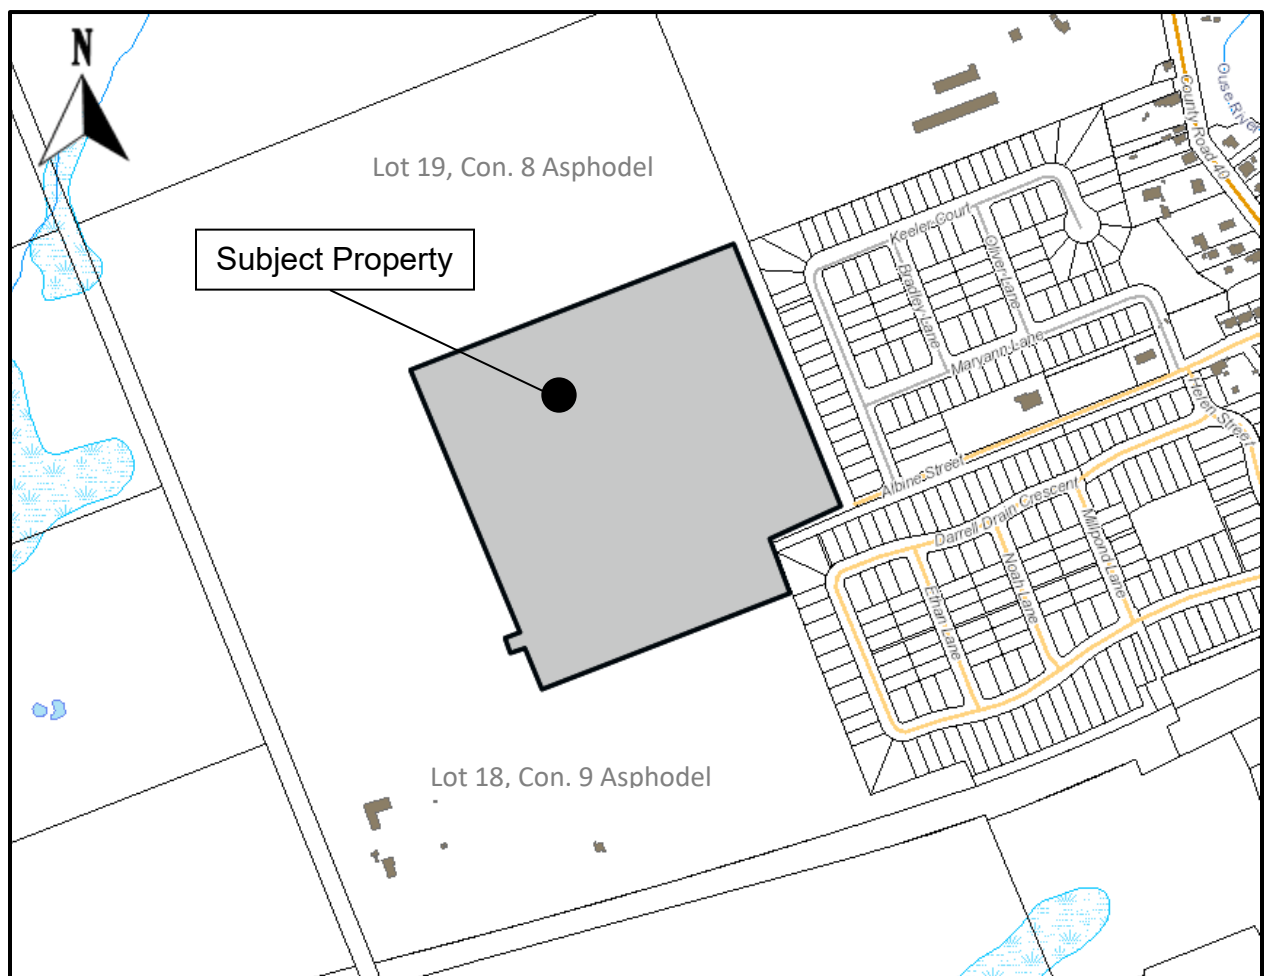 N
County Road 40
Ouse River
Lot 19, Con. 8 Asphodel
Subject Property
Keeler Court
Bradley Lane
Oliver Lane
Maryann Lane
Helen Street
Albine Street
Darrell Drain Crescent
Millpond Lane
Noah Lane
Ethan Lane
Lot 18, Con. 9 Asphodel